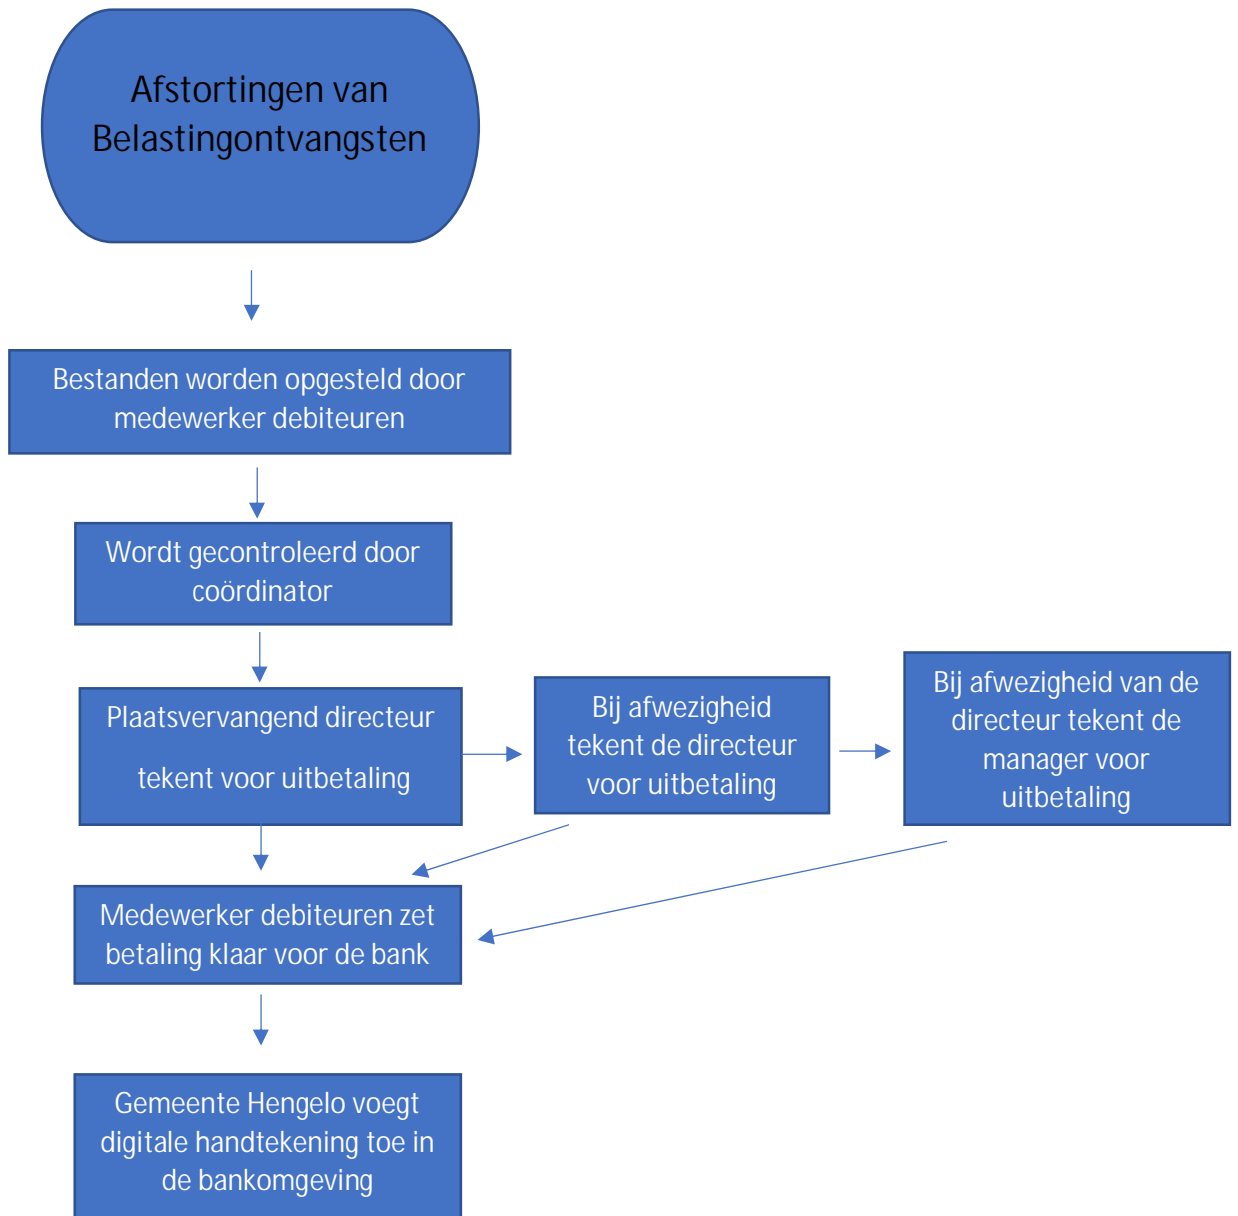 Afstortingen van
Belastingontvangsten
Bestanden worden opgesteld door
medewerker debiteuren
Wordt gecontroleerd door
coördinator
Plaatsvervangend directeur
tekent voor uitbetaling
Bij afwezigheid
tekent de directeur
voor uitbetaling
Bij afwezigheid van de
directeur tekent de
manager voor
uitbetaling
Medewerker debiteuren zet
betaling klaar voor de bank
Gemeente Hengelo voegt
digitale handtekening toe in
de bankomgeving